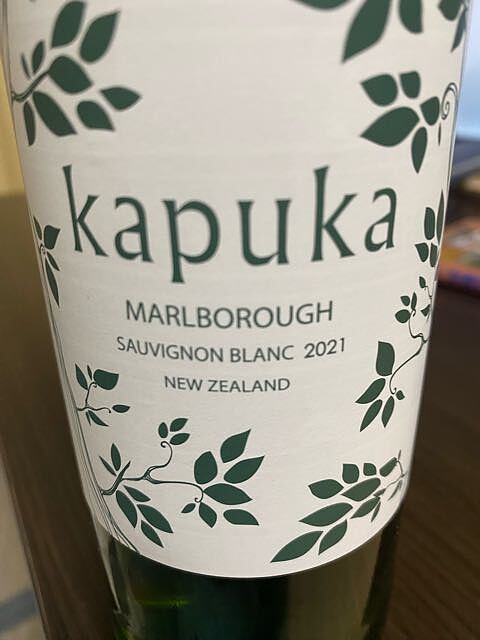 kapuka
MARLBOROUGH
SAUVIGNON BLANC 2021
NEW ZEALAND